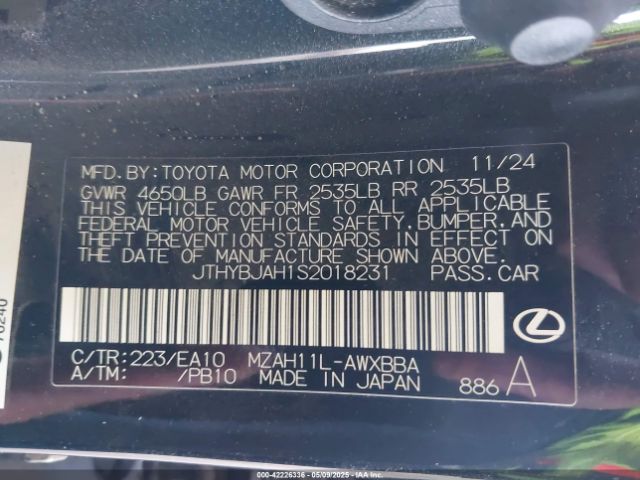 MFD.BY:TOYOTA MOTOR CORPORATION 11/24
GVWR 4650LB GAWR FR 2535LB RR 2535LB
THIS VEHICLE CONFORMS TO ALL APPLICABLE
FEDERAL MOTOR VEHICLE SAFETY,BUMPER,AND
THEFT PREVENTION STANDARDS IN EFFECT ON
THE DATE OF MANUFACTURE SHOWN ABOVE.
JTHYBJAH1S2018231 PASS.CAR
C/TR:223/EA10 MZAH11L-AWXBBA
A/TM: /PB10 MADE IN JAPAN 886 A
000-42226336 - 05/09/2025 - IAAI.COM